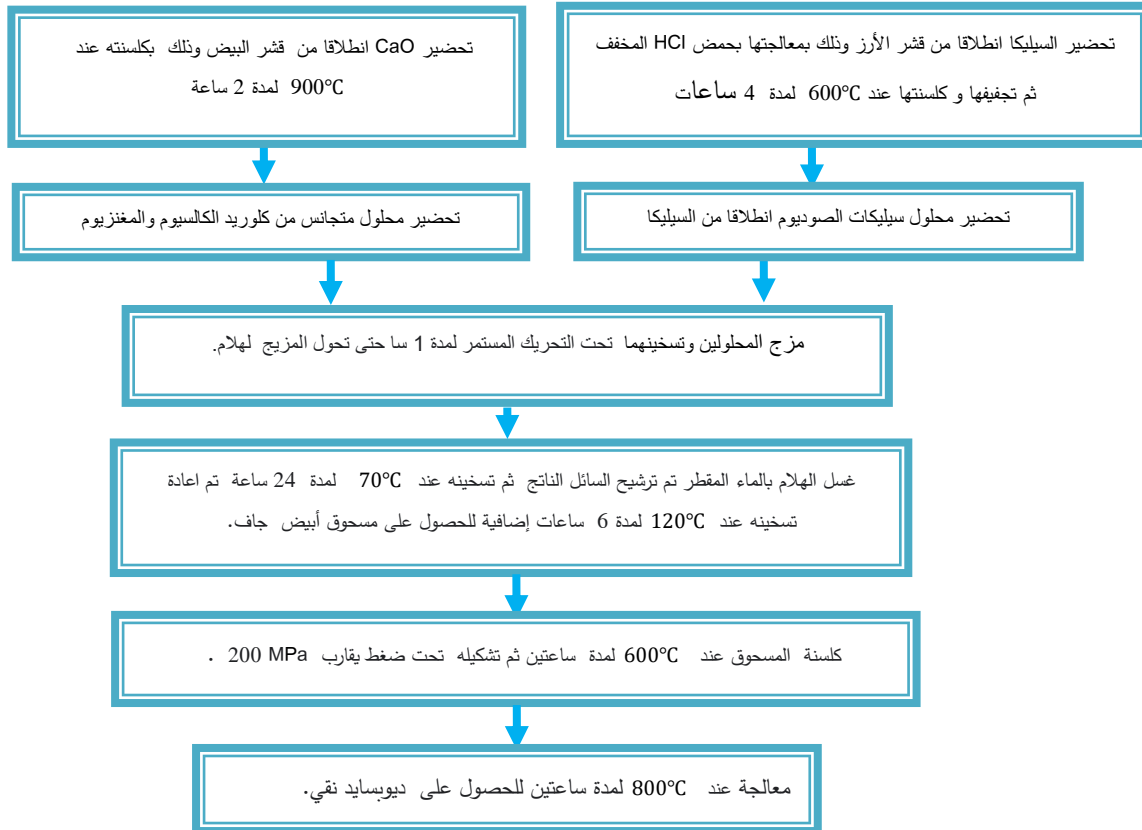 تحضير السيليكا انطلاقا من قشر الأرز وذلك بمعالجتها بحمض HCl المخفف
ثم تجفيفها و كلسنتها عند 600°C لمدة 4 ساعات
تحضير CaO انطلاقا من قشر البيض وذلك بكلسنته عند
900°C لمدة 2 ساعة
تحضير محلول سيليكات الصوديوم انطلاقا من السيليكا
تحضير محلول متجانس من كلوريد الكالسيوم والمغنزيوم
مزج المحلولين وتسخينهما تحت التحريك المستمر لمدة 1 سا حتى تحول المزيج لهلام.
غسل الهلام بالماء المقطر تم ترشيح السائل الناتج ثم تسخينه عند 70°C لمدة 24 ساعة تم اعادة
تسخينه عند 120°C لمدة 6 ساعات إضافية للحصول على مسحوق أبيض جاف.
كلسنة المسحوق عند 600°C لمدة ساعتين ثم تشكيله تحت ضغط يقارب 200 MPa .
معالجة عند 800°C لمدة ساعتين للحصول على ديوبسايد نقي.